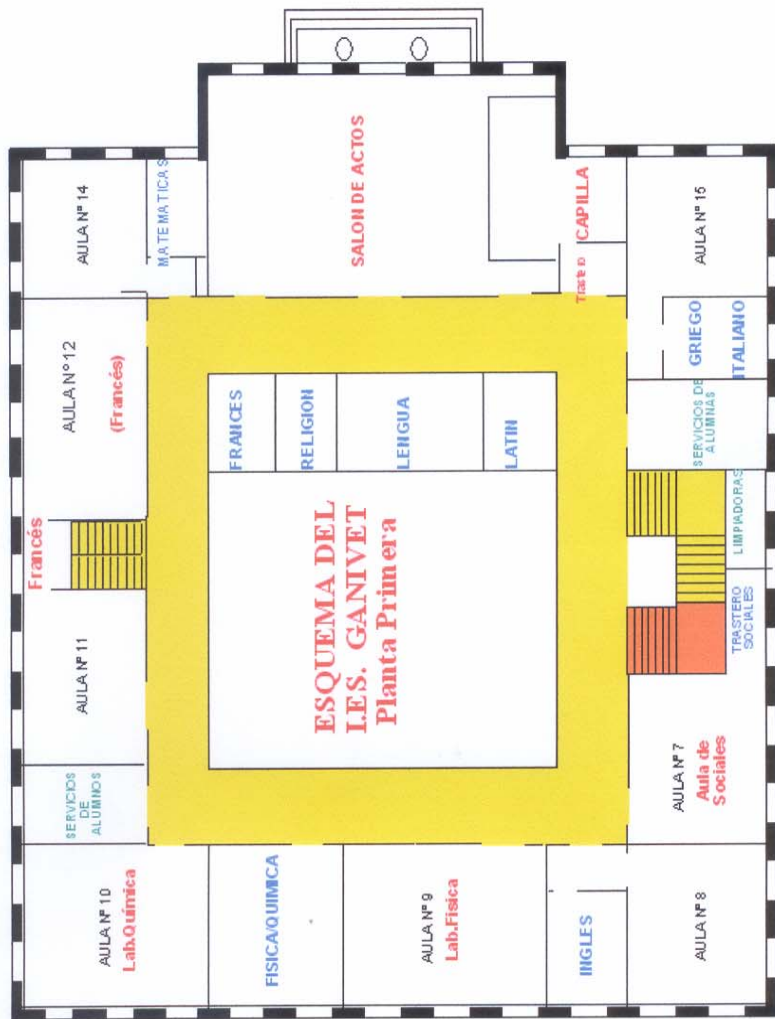 AULA Nº 14
MATEMATICAS
SALON DE ACTOS
CAPILLA
Trastero
AULA Nº 15
AULA Nº 12
(Francés)
Francés
FRANCES
RELIGION
LENGUA
LATIN
GRIEGO
ITALIANO
SERVICIOS DE
ALUMNAS
LIMPIADORAS
TRASTERO
SOCIALES
ESQUEMA DEL
I.E.S. GANIVET
Planta Primera
AULA Nº 11
SERVICIOS
DE
ALUMNOS
AULA Nº 7
Aula de
Sociales
AULA Nº 10
Lab.Química
FISICA/QUIMICA
AULA Nº 9
Lab.Física
INGLES
AULA Nº 8